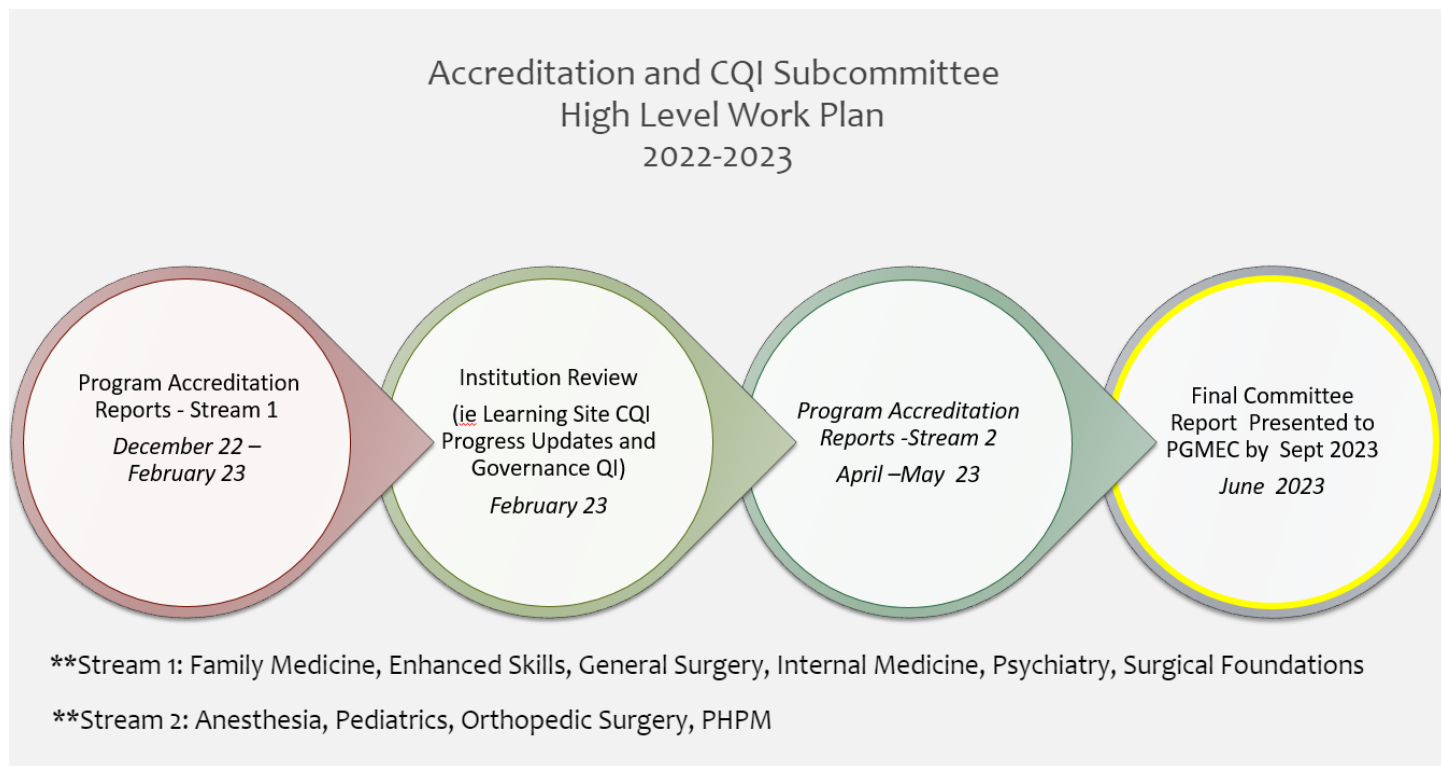 Accreditation and CQI Subcommittee
High Level Work Plan
2022-2023
Program Accreditation
Reports - Stream 1
December 22 –
February 23
Institution Review
(ie Learning Site CQI
Progress Updates and
Governance QI)
February 23
Program Accreditation
Reports -Stream 2
April –May 23
Final Committee
Report Presented to
PGMEC by Sept 2023
June 2023
**Stream 1: Family Medicine, Enhanced Skills, General Surgery, Internal Medicine, Psychiatry, Surgical Foundations
**Stream 2: Anesthesia, Pediatrics, Orthopedic Surgery, PHPM